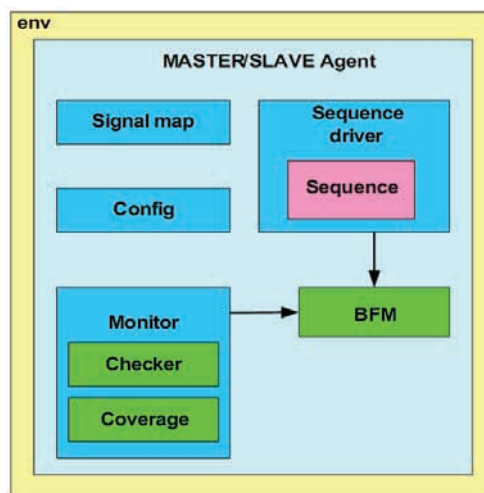 env
MASTER/SLAVE Agent
Signal map
Sequence
driver
Sequence
Config
BFM
Monitor
Checker
Coverage